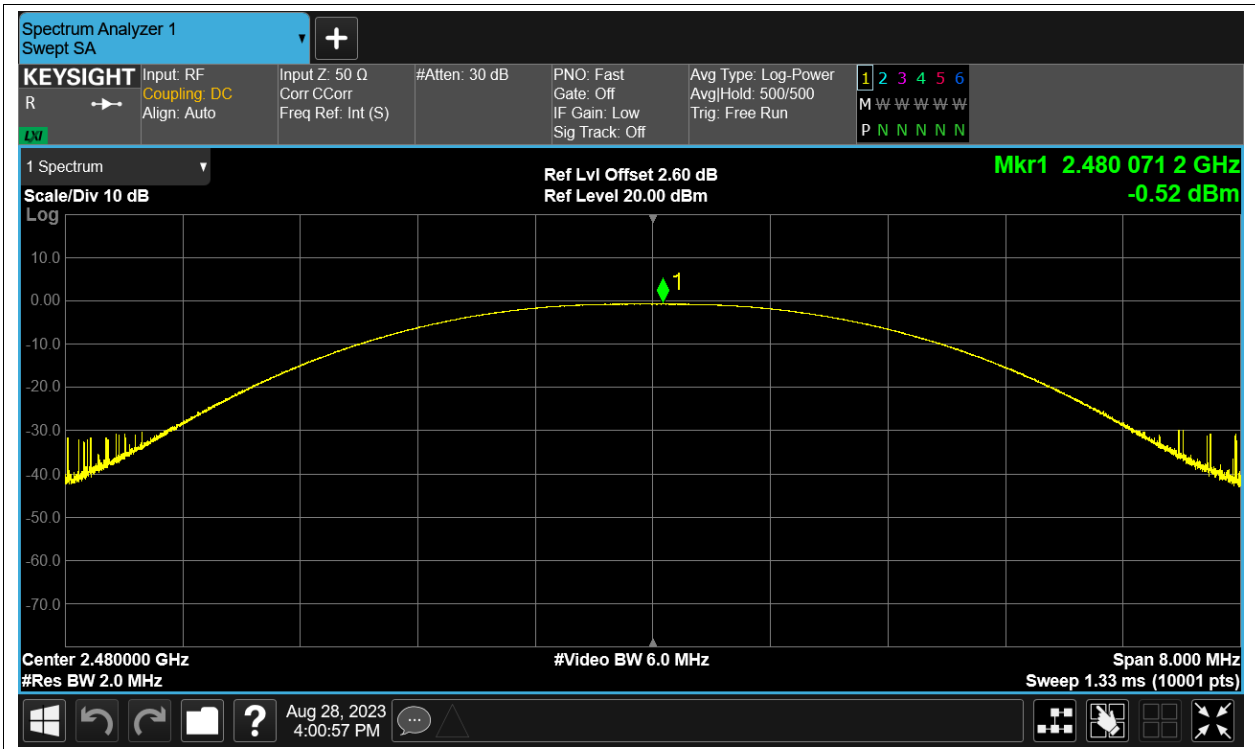 Spectrum Analyzer 1
Swept SA
KEYSIGHT
R
LXI
Input: RF
Coupling: DC
Align: Auto
Input Z: 50 Ω
Corr CCorr
Freq Ref: Int (S)
#Atten: 30 dB
PNO: Fast
Gate: Off
IF Gain: Low
Sig Track: Off
Avg Type: Log-Power
Avg|Hold: 500/500
Trig: Free Run
1 2 3 4 5 6
M W W W W W
P N N N N N
1 Spectrum
Scale/Div 10 dB
Log
Ref Lvl Offset 2.60 dB
Ref Level 20.00 dBm
Mkr1 2.480 071 2 GHz
-0.52 dBm
1
10.0
0.00
-10.0
-20.0
-30.0
-40.0
-50.0
-60.0
-70.0
Center 2.480000 GHz
#Res BW 2.0 MHz
#Video BW 6.0 MHz
Span 8.000 MHz
Sweep 1.33 ms (10001 pts)
?
Aug 28, 2023
4:00:57 PM